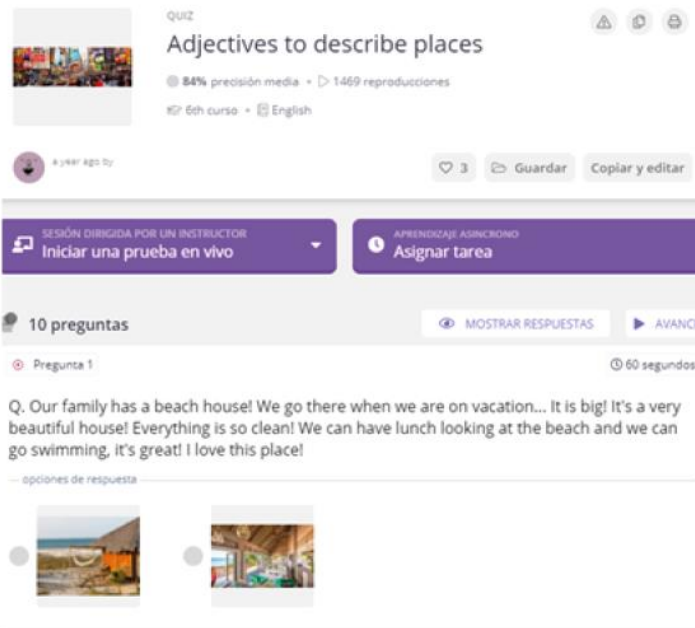 QUIZ
Adjectives to describe places
84% precisión media • 1469 reproducciones
6th curso • English
a year ago by
3
Guardar
Copiar y editar
SESIÓN DIRIGIDA POR UN INSTRUCTOR
Iniciar una prueba en vivo
APRENDIZAJE ASINCRONO
Asignar tarea
10 preguntas
MOSTRAR RESPUESTAS
AVANC
Pregunta 1
60 segundos
Q. Our family has a beach house! We go there when we are on vacation... It is big! It's a very
beautiful house! Everything is so clean! We can have lunch looking at the beach and we can
go swimming, it's great! I love this place!
opciones de respuesta